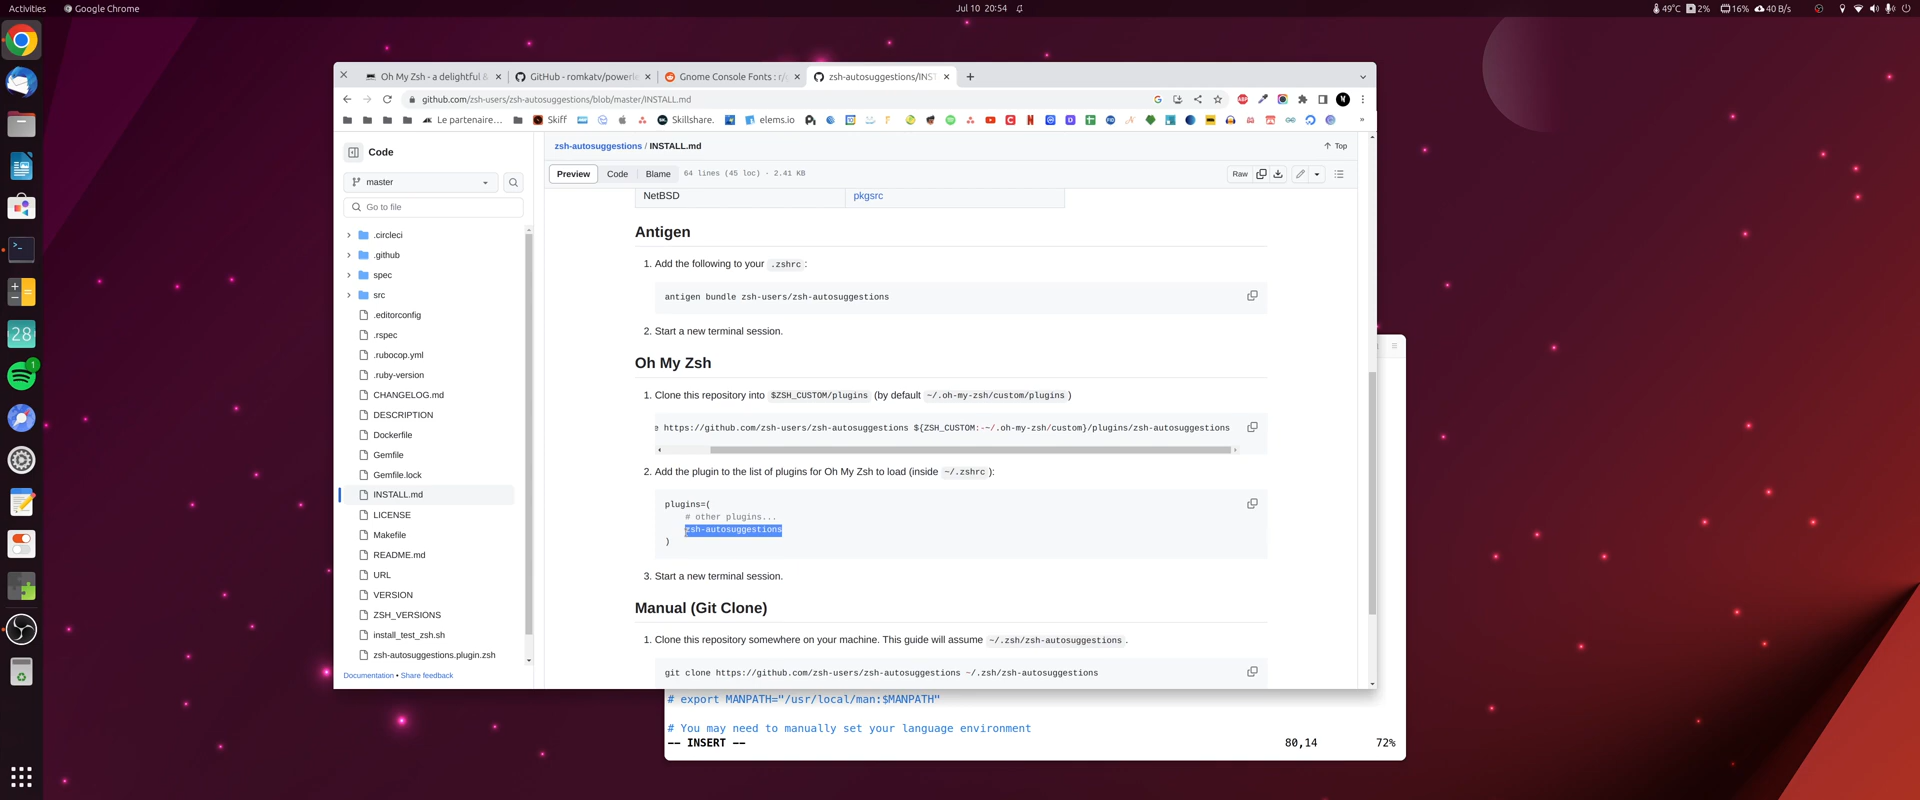 Activities
Google Chrome
Jul 10 20:54
49°C 2% 16% 40 B/s
Oh My Zsh - a delightful &
GitHub - romkatv/powerle
Gnome Console Fonts : r/g
zsh-autosuggestions/INST
github.com/zsh-users/zsh-autosuggestions/blob/master/INSTALL.md
Le partenaire...
Skiff
Skillshare.
elems.io
Code
master
Go to file
.circleci
.github
spec
src
.editorconfig
.rspec
.rubocop.yml
.ruby-version
CHANGELOG.md
DESCRIPTION
Dockerfile
Gemfile
Gemfile.lock
INSTALL.md
LICENSE
Makefile
README.md
URL
VERSION
ZSH_VERSIONS
install_test_zsh.sh
zsh-autosuggestions.plugin.zsh
Documentation • Share feedback
zsh-autosuggestions / INSTALL.md
Top
Preview Code Blame 64 lines (45 loc) · 2.41 KB
Raw
NetBSD pkgsrc
Antigen
1. Add the following to your .zshrc :
antigen bundle zsh-users/zsh-autosuggestions
2. Start a new terminal session.
Oh My Zsh
1. Clone this repository into $ZSH_CUSTOM/plugins (by default ~/.oh-my-zsh/custom/plugins )
e https://github.com/zsh-users/zsh-autosuggestions ${ZSH_CUSTOM:-~/.oh-my-zsh/custom}/plugins/zsh-autosuggestions
2. Add the plugin to the list of plugins for Oh My Zsh to load (inside ~/.zshrc ):
plugins=(
# other plugins...
zsh-autosuggestions
)
3. Start a new terminal session.
Manual (Git Clone)
1. Clone this repository somewhere on your machine. This guide will assume ~/.zsh/zsh-autosuggestions .
git clone https://github.com/zsh-users/zsh-autosuggestions ~/.zsh/zsh-autosuggestions
# export MANPATH="/usr/local/man:$MANPATH"
# You may need to manually set your language environment
-- INSERT -- 80,14 72%
28
1